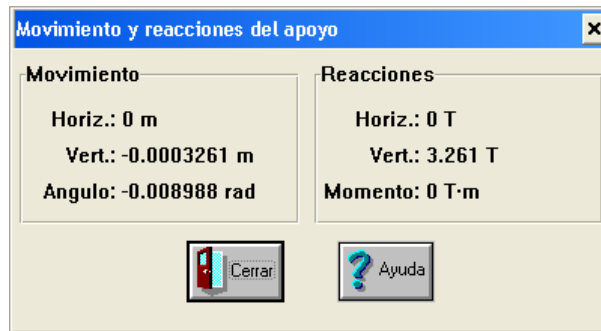 Movimiento y reacciones del apoyo
Movimiento
Horiz.: 0 m
Vert.: -0.0003261 m
Angulo: -0.008988 rad
Reacciones
Horiz.: 0 T
Vert.: 3.261 T
Momento: 0 T·m
Cerrar
Ayuda